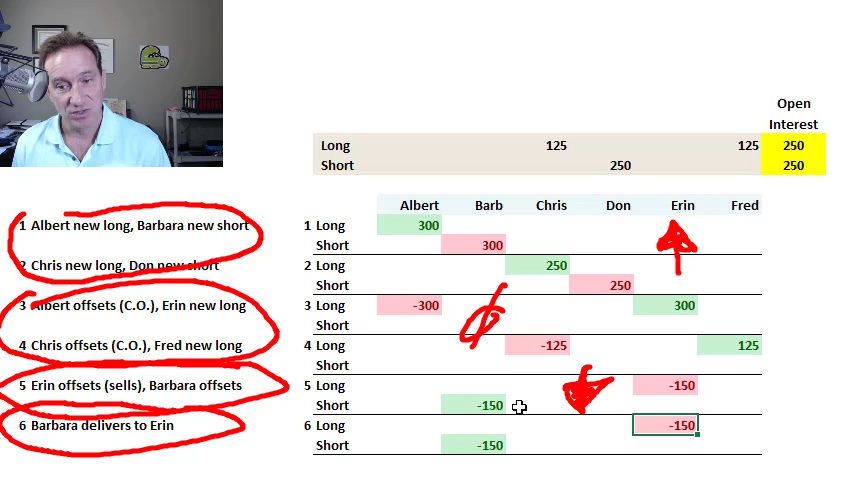 Open
Interest
Long 125 125 250
Short 250 250
Albert Barb Chris Don Erin Fred
1 Albert new long, Barbara new short 1 Long 300
Short 300
2 Chris new long, Don new short 2 Long 250
Short 250
3 Albert offsets (C.O.), Erin new long 3 Long -300 300
Short
4 Chris offsets (C.O.), Fred new long 4 Long -125 125
Short
5 Erin offsets (sells), Barbara offsets 5 Long -150
Short -150
6 Barbara delivers to Erin 6 Long -150
Short -150